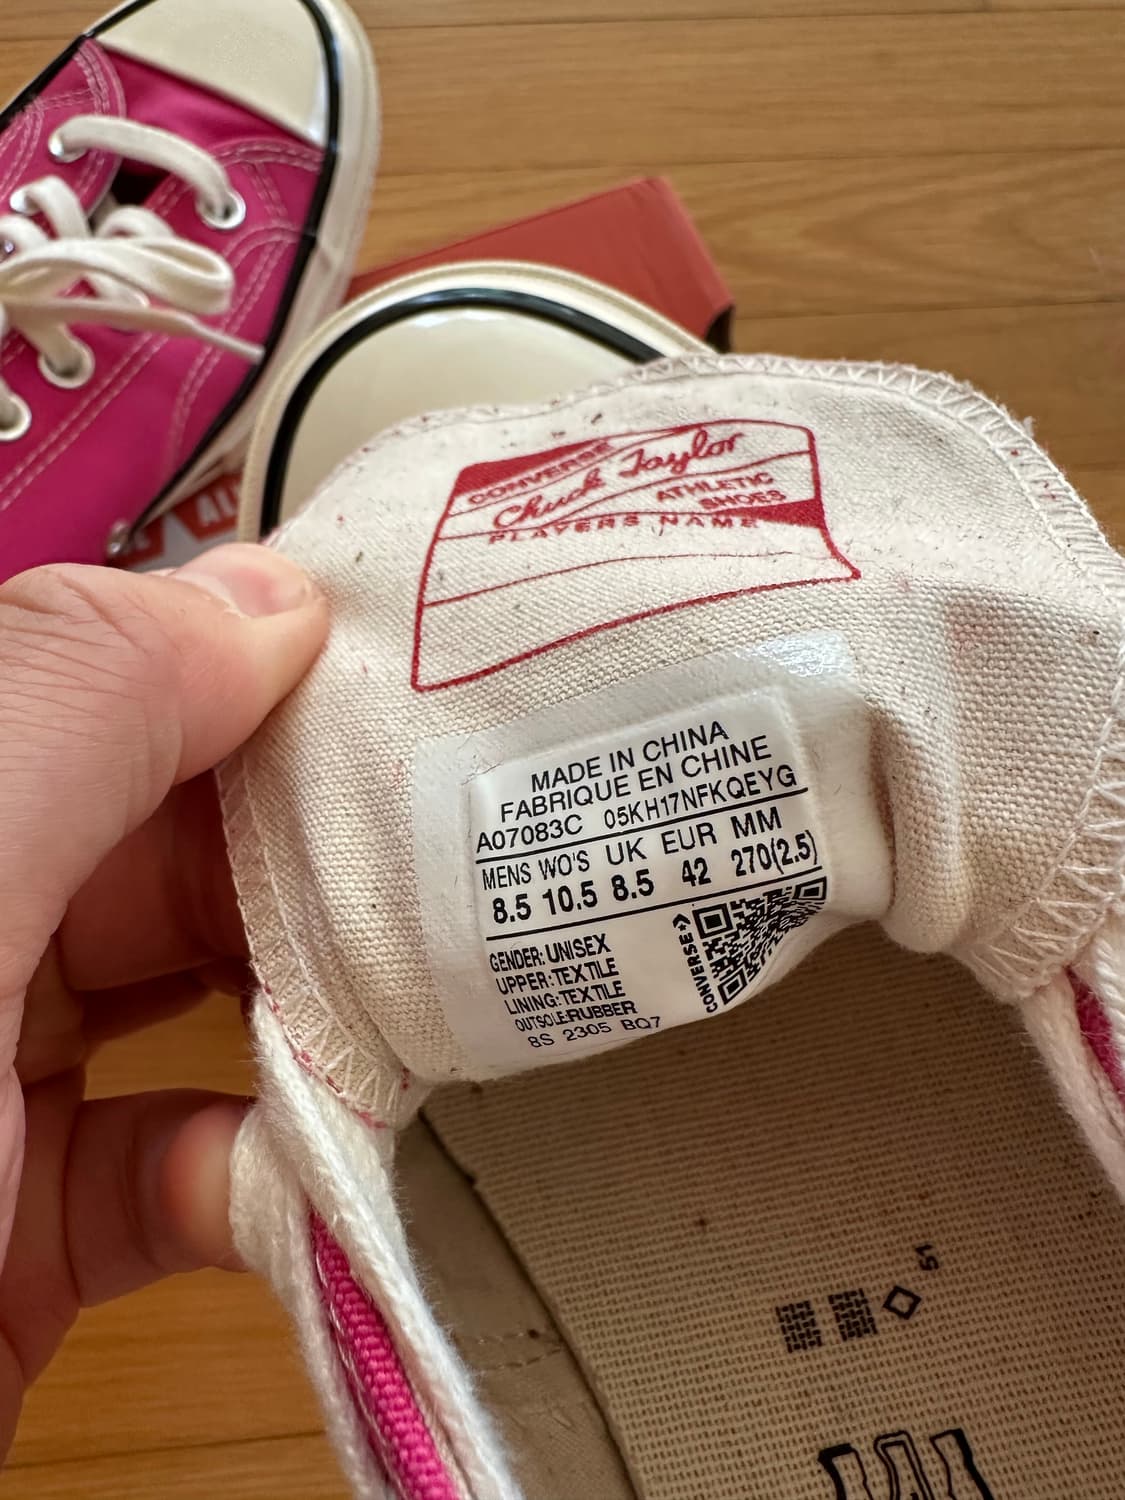 CONVERSE
Chuck Taylor
ATHLETIC
SHOES
PLAYERS NAME
MADE IN CHINA
FABRIQUE EN CHINE
A07083C 05KH17NFKQEYG
MENS WO'S UK EUR MM
8.5 10.5 8.5 42 270(2.5)
GENDER: UNISEX
UPPER: TEXTILE
LINING: TEXTILE
OUTSOLE: RUBBER
8S 2305 BQ7
CONVERSE
51